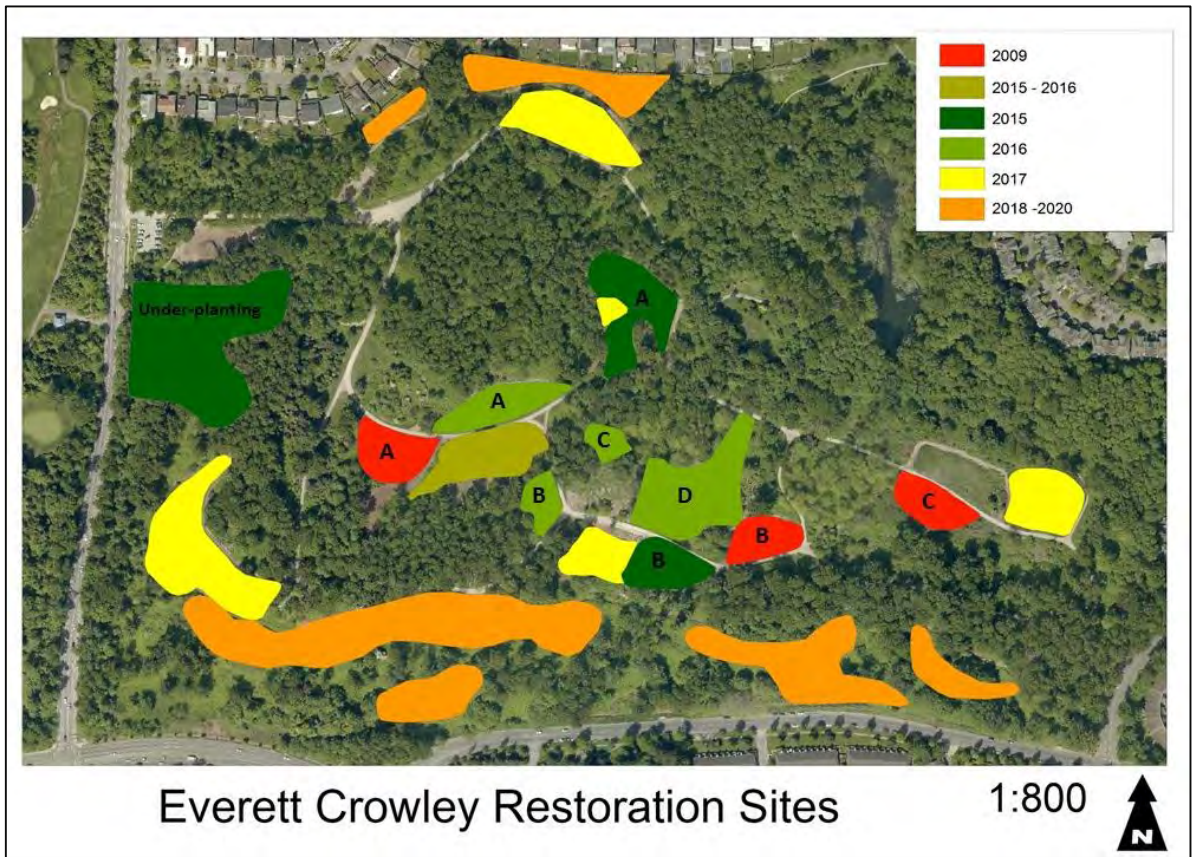 2009
2015 - 2016
2015
2016
2017
2018 -2020
Under-planting
A
A
A
C
B
D
C
B
B
Everett Crowley Restoration Sites
1:800
N